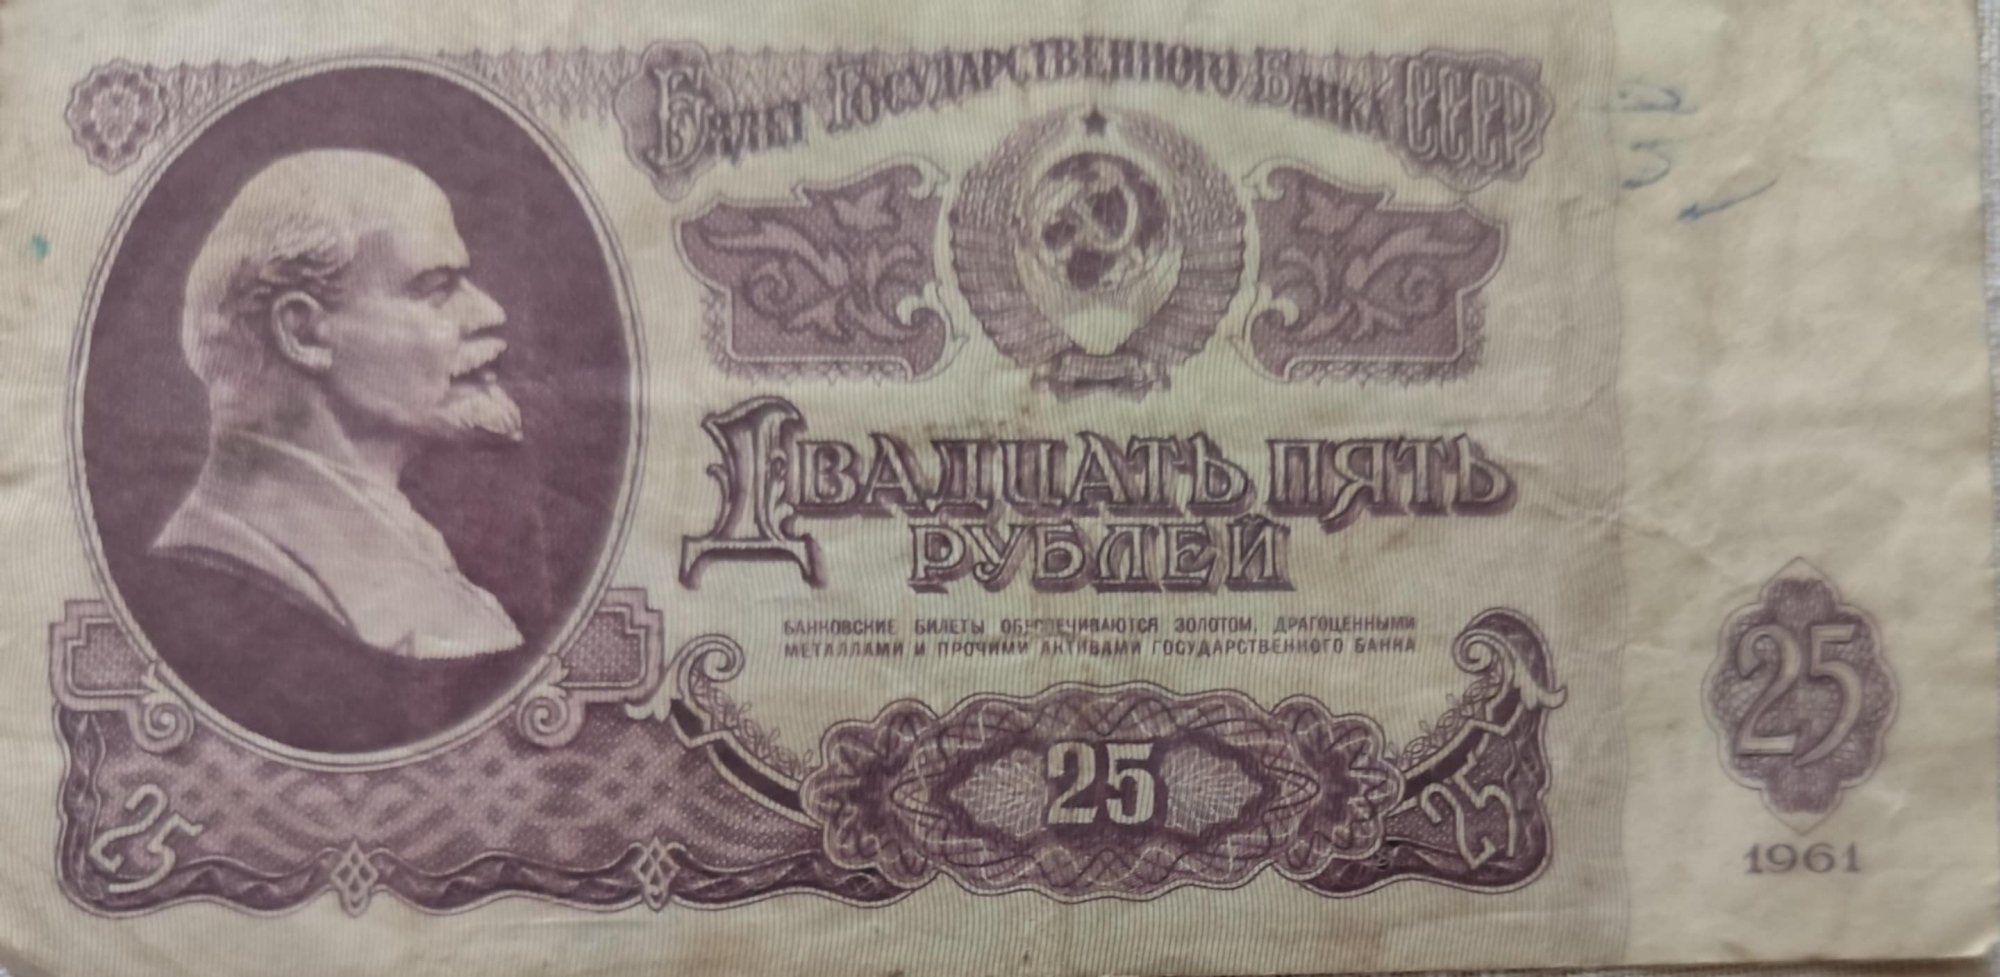 Билет Государственного Банка СССР
Двадцать пять
рублей
БАНКОВСКИЕ БИЛЕТЫ ОБЕСПЕЧИВАЮТСЯ ЗОЛОТОМ, ДРАГОЦЕННЫМИ
МЕТАЛЛАМИ И ПРОЧИМИ АКТИВАМИ ГОСУДАРСТВЕННОГО БАНКА
25
25
25
25
1961